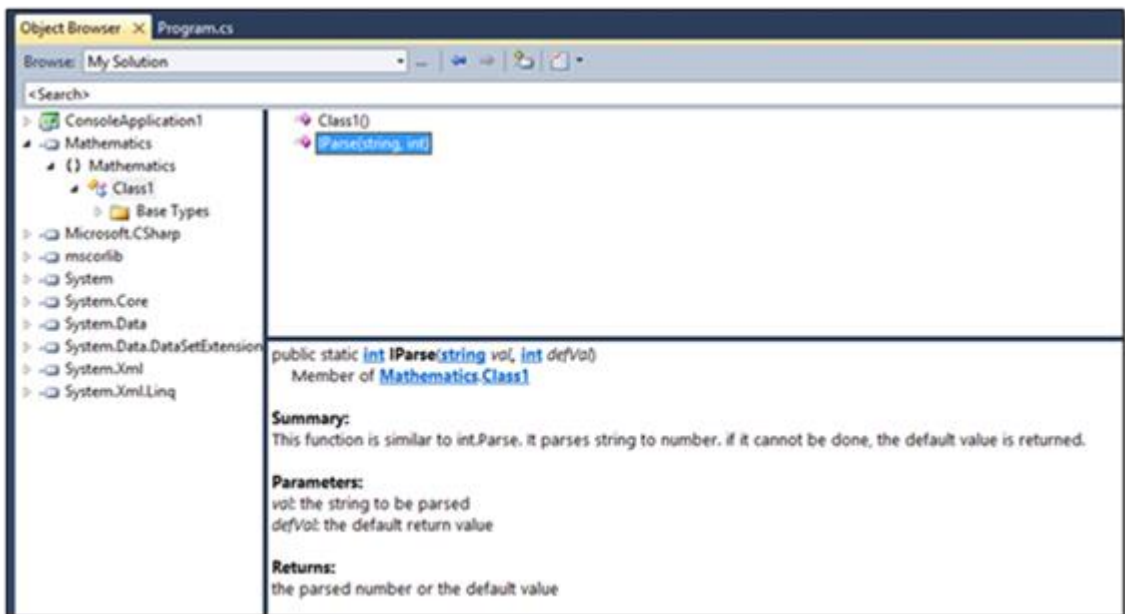 Object Browser
Program.cs
Browse: My Solution
<Search>
ConsoleApplication1
Mathematics
{} Mathematics
Class1
Base Types
Microsoft.CSharp
mscorlib
System
System.Core
System.Data
System.Data.DataSetExtension
System.Xml
System.Xml.Linq
Class1()
IParse(string, int)
public static int IParse(string val, int defVal)
Member of Mathematics.Class1
Summary:
This function is similar to int.Parse. It parses string to number. if it cannot be done, the default value is returned.
Parameters:
val: the string to be parsed
defVal: the default return value
Returns:
the parsed number or the default value